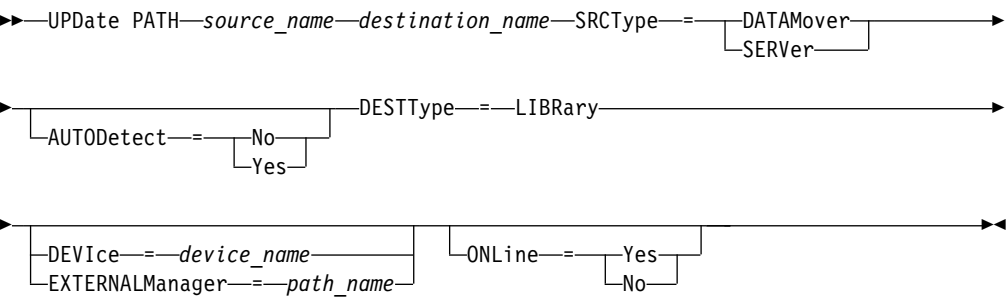 UPDate PATH source_name destination_name SRCType = DATAMover
SERVer
AUTODetect = No
Yes
DESTType = LIBRary
DEVIce = device_name
EXTERNALManager = path_name
ONLine = Yes
No